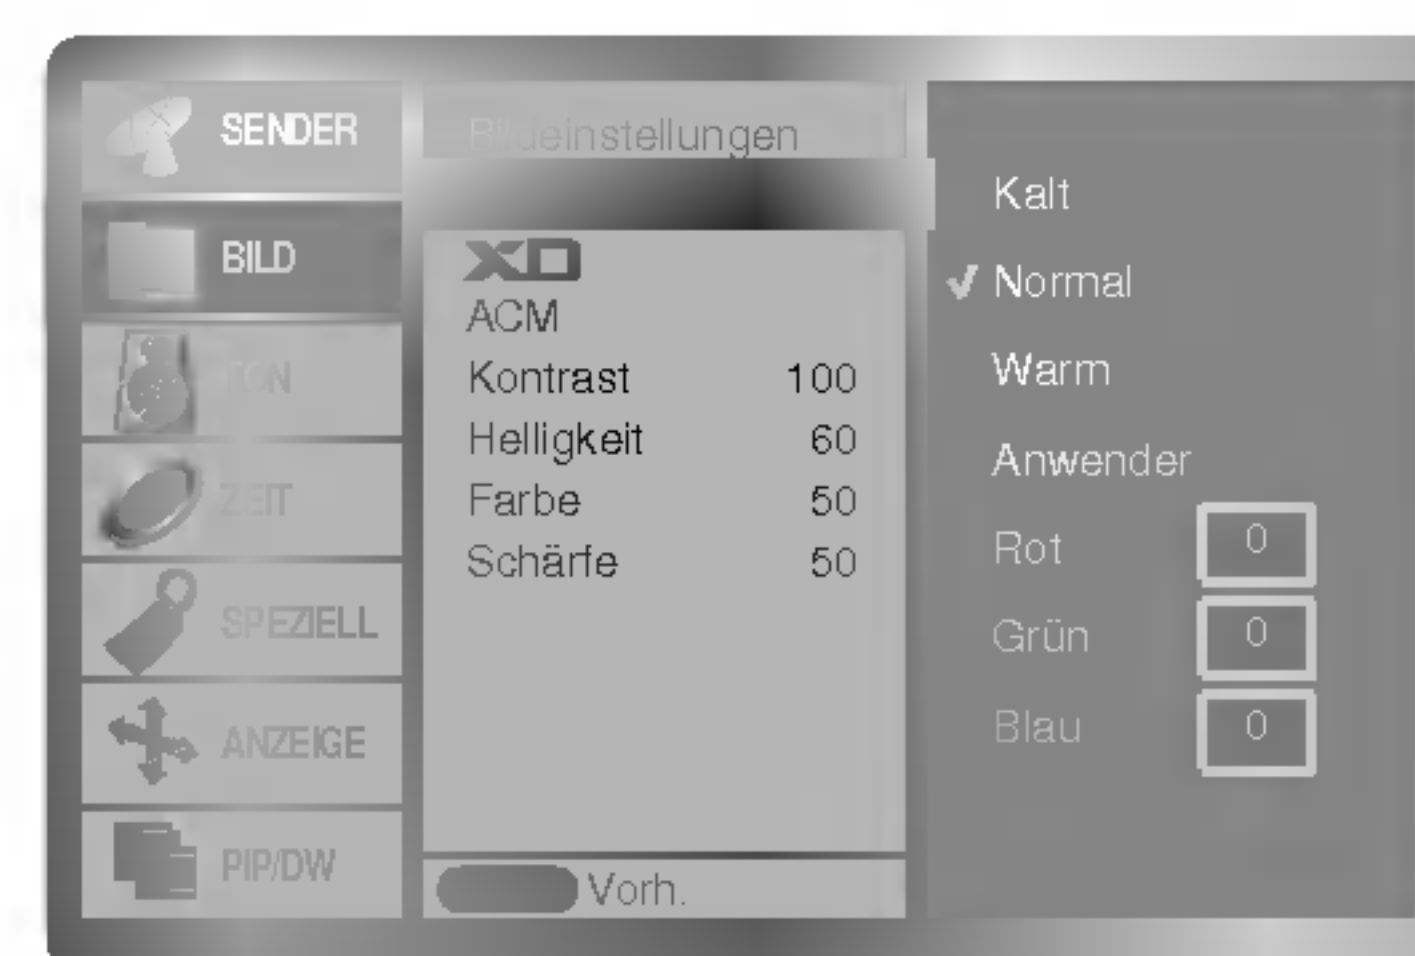 SENDER
BILD
TON
ZEIT
SPEZIELL
ANZEIGE
PIP/DW
Bildeinstellungen
XD
ACM
Kontrast 100
Helligkeit 60
Farbe 50
Schärfe 50
Vorh.
Kalt
Normal
Warm
Anwender
Rot 0
Grün 0
Blau 0